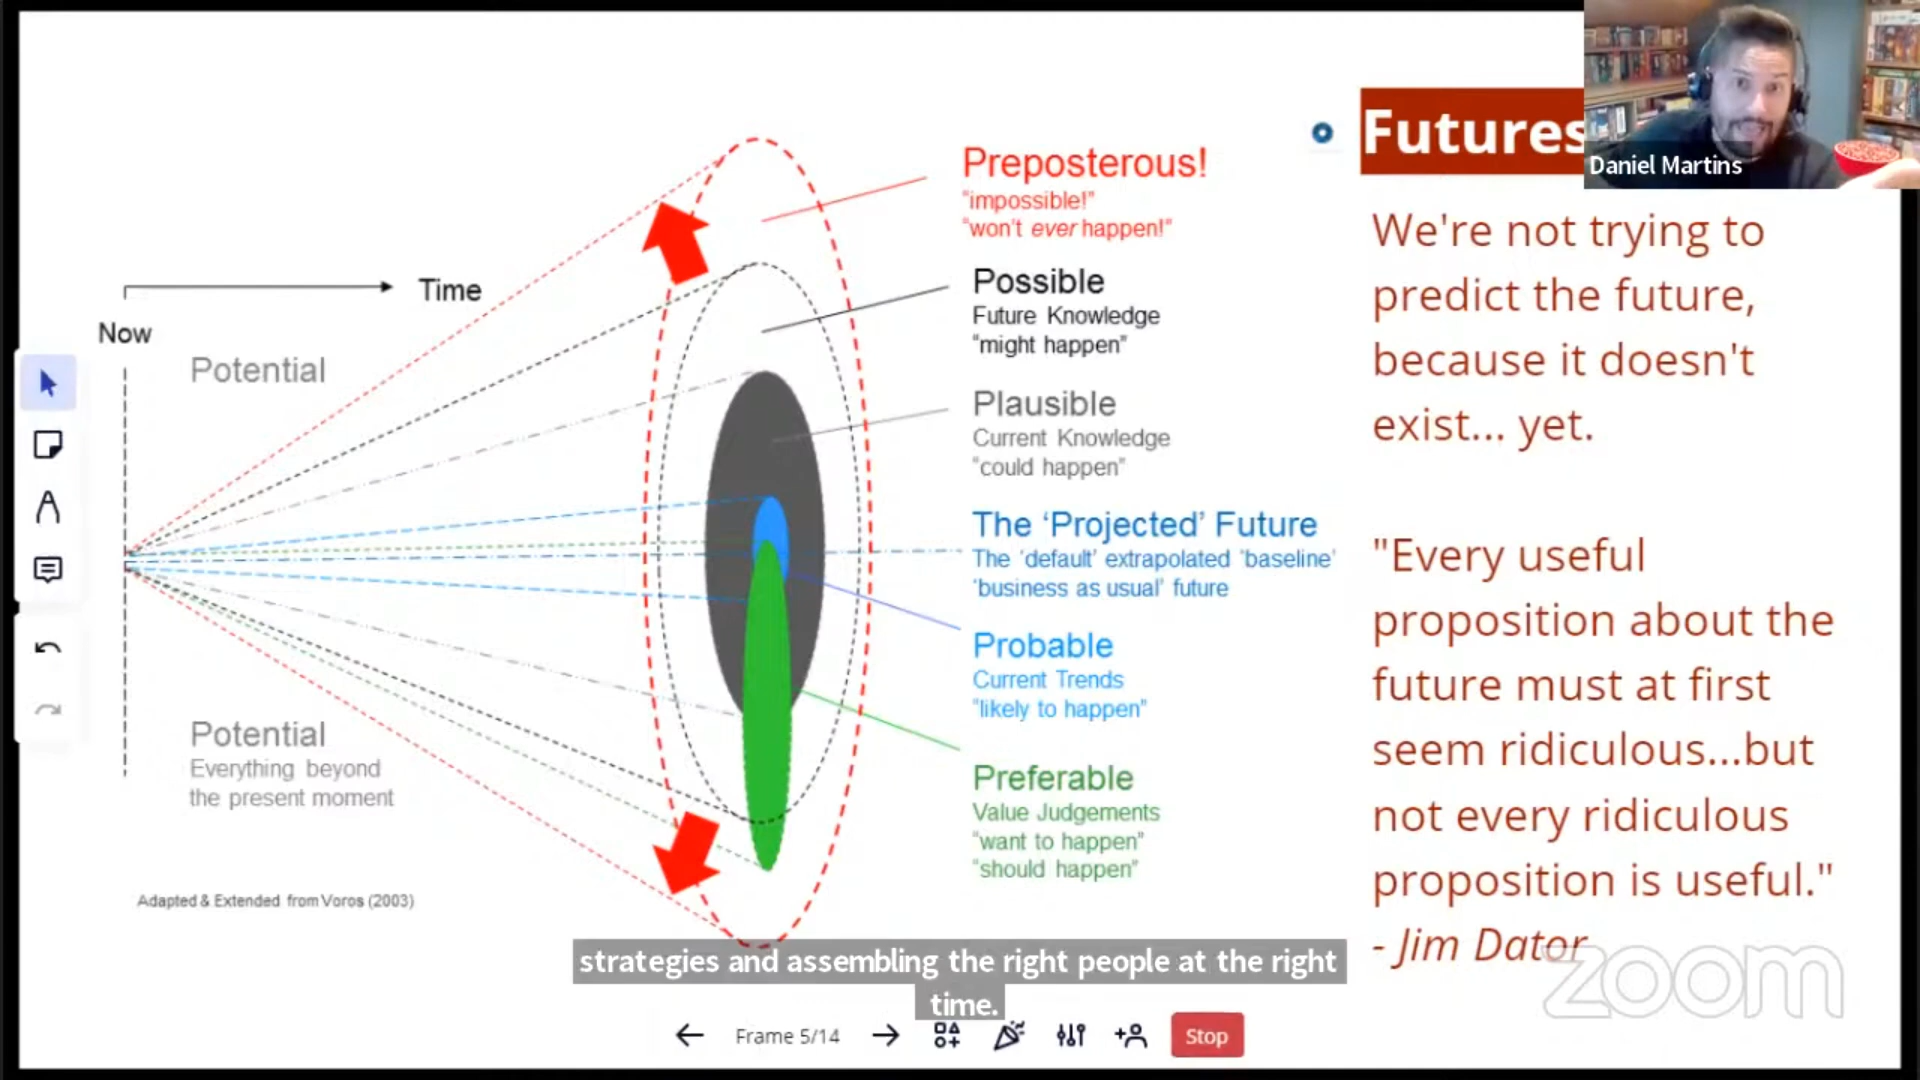 Futures
Daniel Martins
Preposterous!
"impossible!"
"won't ever happen!"
We're not trying to
predict the future,
because it doesn't
exist... yet.
Time
Now
Potential
Possible
Future Knowledge
"might happen"
Plausible
Current Knowledge
"could happen"
The ‘Projected’ Future
The ‘default’ extrapolated ‘baseline’
‘business as usual’ future
"Every useful
proposition about the
future must at first
seem ridiculous...but
not every ridiculous
proposition is useful."
- Jim Dator
Probable
Current Trends
"likely to happen"
Potential
Everything beyond
the present moment
Preferable
Value Judgements
"want to happen"
"should happen"
Adapted & Extended from Voros (2003)
strategies and assembling the right people at the right
time.
zoom
Frame 5/14
Stop